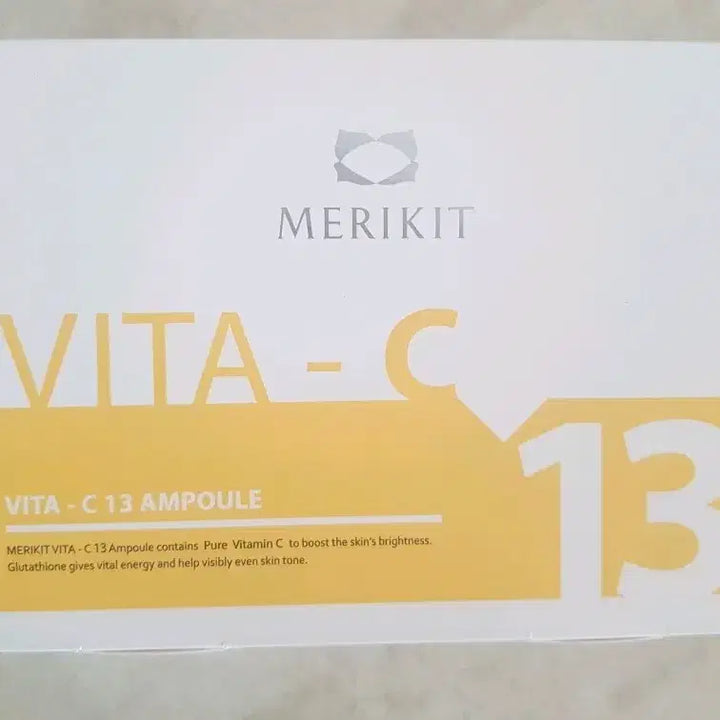 MERIKIT
VITA - C
13
VITA - C 13 AMPOULE
MERIKIT VITA - C 13 Ampoule contains Pure Vitamin C to boost the skin's brightness.
Glutathione gives vital energy and help visibly even skin tone.